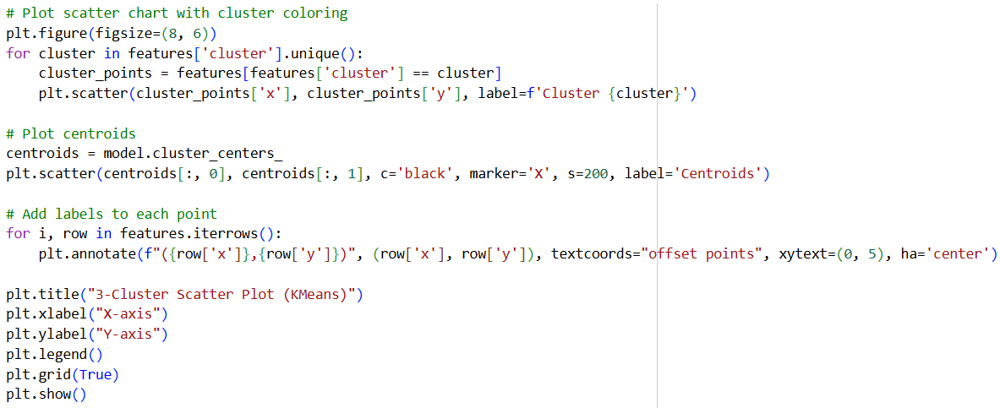 # Plot scatter chart with cluster coloring
plt.figure(figsize=(8, 6))
for cluster in features['cluster'].unique():
    cluster_points = features[features['cluster'] == cluster]
    plt.scatter(cluster_points['x'], cluster_points['y'], label=f'Cluster {cluster}')

# Plot centroids
centroids = model.cluster_centers_
plt.scatter(centroids[:, 0], centroids[:, 1], c='black', marker='X', s=200, label='Centroids')

# Add labels to each point
for i, row in features.iterrows():
    plt.annotate(f"({row['x']},{row['y']})", (row['x'], row['y']), textcoords="offset points", xytext=(0, 5), ha='center')

plt.title("3-Cluster Scatter Plot (KMeans)")
plt.xlabel("X-axis")
plt.ylabel("Y-axis")
plt.legend()
plt.grid(True)
plt.show()